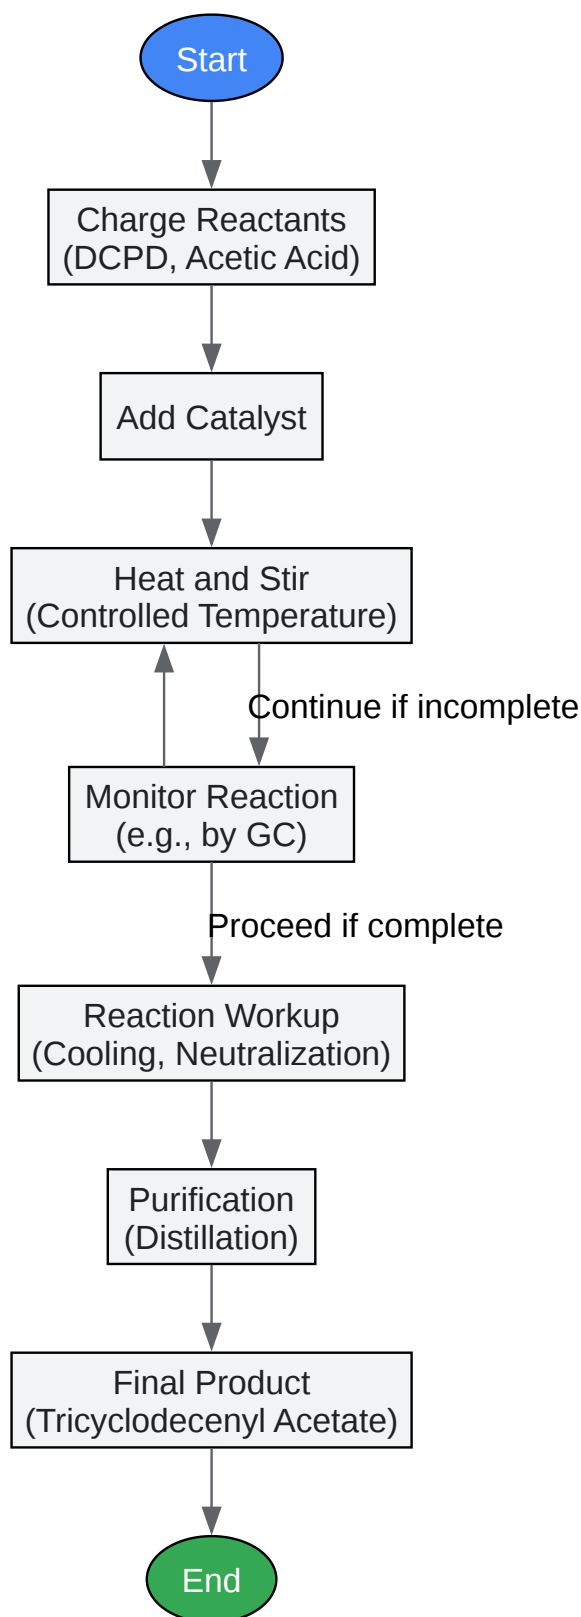 Start
Charge Reactants
(DCPD, Acetic Acid)
Add Catalyst
Heat and Stir
(Controlled Temperature)
Continue if incomplete
Monitor Reaction
(e.g., by GC)
Proceed if complete
Reaction Workup
(Cooling, Neutralization)
Purification
(Distillation)
Final Product
(Tricyclodecenyl Acetate)
End